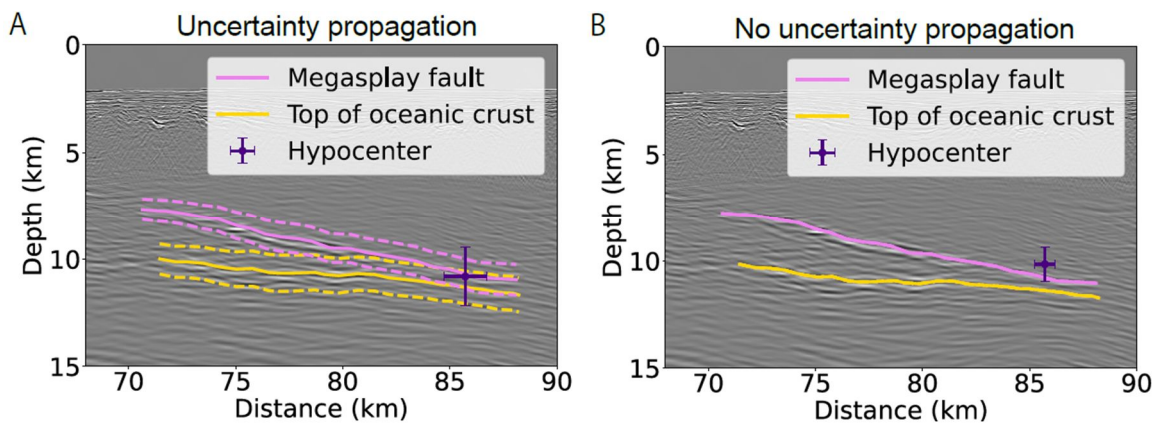 A
Uncertainty propagation
0
5
10
15
Depth (km)
Megasplay fault
Top of oceanic crust
Hypocenter
70
75
80
85
90
Distance (km)
B
No uncertainty propagation
0
5
10
15
Depth (km)
Megasplay fault
Top of oceanic crust
Hypocenter
70
75
80
85
90
Distance (km)